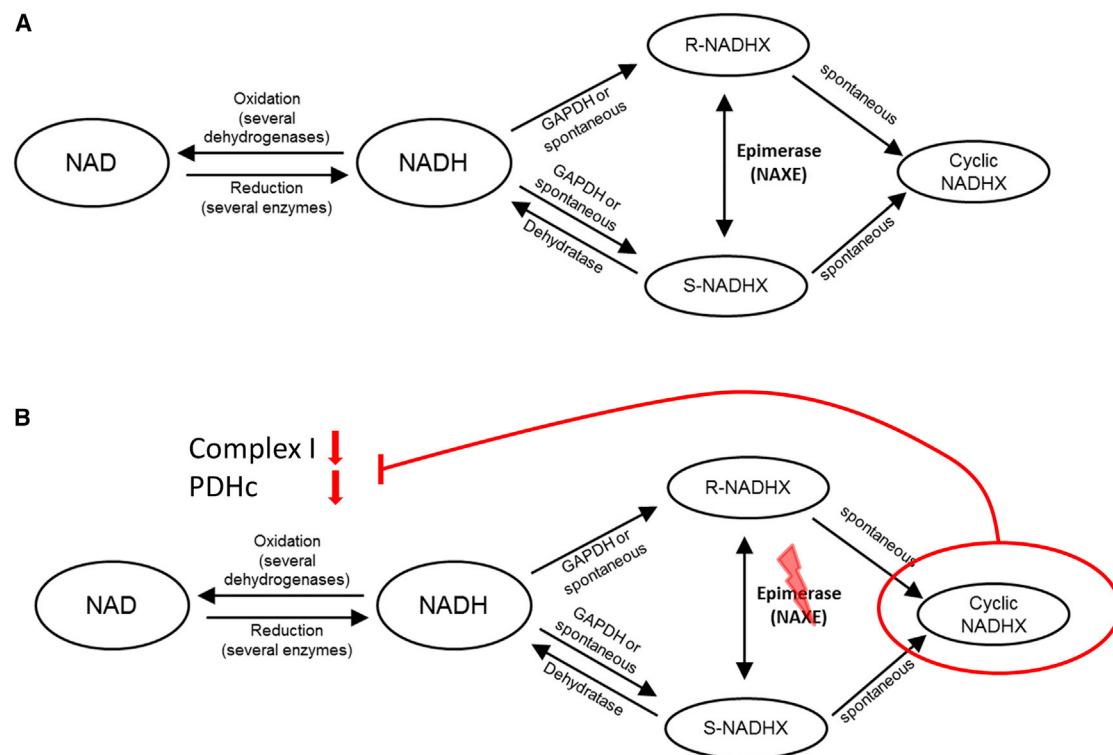 A
R-NADHX
Oxidation
(several
dehydrogenases)
GAPDH or
spontaneous
spontaneous
NAD
NADH
Epimerase
(NAXE)
Cyclic
NADHX
Reduction
(several enzymes)
GAPDH or
spontaneous
Dehydratase
spontaneous
S-NADHX
B
Complex I
PDHc
R-NADHX
Oxidation
(several
dehydrogenases)
GAPDH or
spontaneous
spontaneous
NAD
NADH
Epimerase
(NAXE)
Cyclic
NADHX
Reduction
(several enzymes)
GAPDH or
spontaneous
Dehydratase
spontaneous
S-NADHX